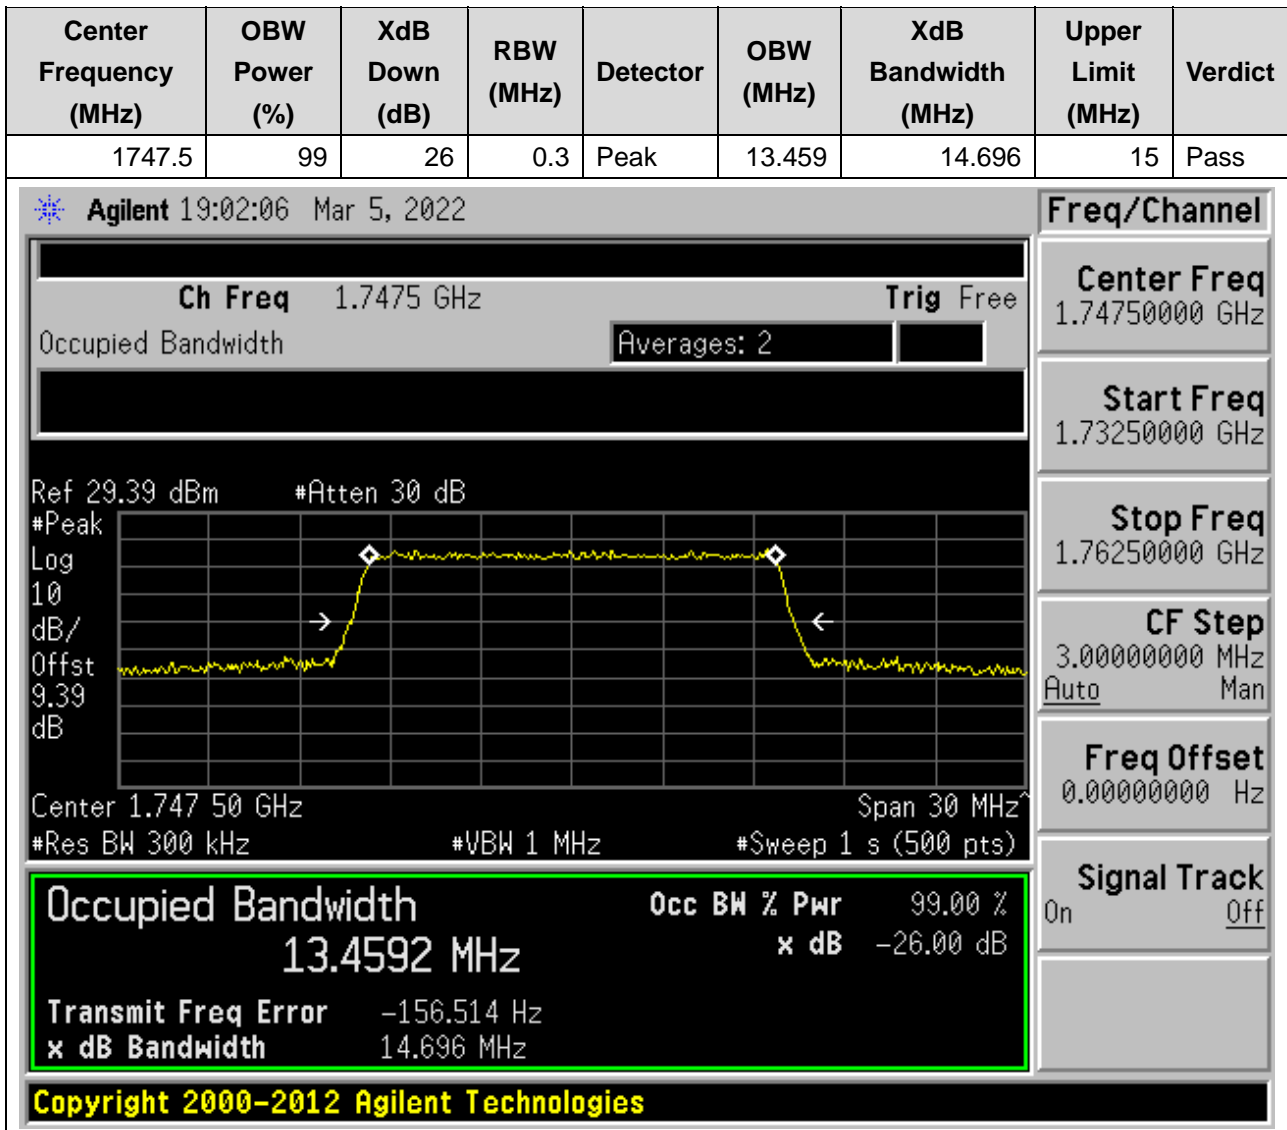 Center Frequency (MHz) OBW Power (%) XdB Down (dB) RBW (MHz) Detector OBW (MHz) XdB Bandwidth (MHz) Upper Limit (MHz) Verdict
1747.5 99 26 0.3 Peak 13.459 14.696 15 Pass
Agilent 19:02:06 Mar 5, 2022
Freq/Channel
Ch Freq 1.7475 GHz Trig Free
Occupied Bandwidth Averages: 2
Center Freq
1.74750000 GHz
Start Freq
1.73250000 GHz
Stop Freq
1.76250000 GHz
CF Step
3.00000000 MHz
Auto Man
Freq Offset
0.00000000 Hz
Signal Track
On Off
Ref 29.39 dBm #Atten 30 dB
#Peak
Log
10
dB/
Offst
9.39
dB
Center 1.747 50 GHz Span 30 MHz^
#Res BW 300 kHz #VBW 1 MHz #Sweep 1 s (500 pts)
Occupied Bandwidth Occ BW % Pwr 99.00 %
13.4592 MHz x dB -26.00 dB
Transmit Freq Error -156.514 Hz
x dB Bandwidth 14.696 MHz
Copyright 2000-2012 Agilent Technologies